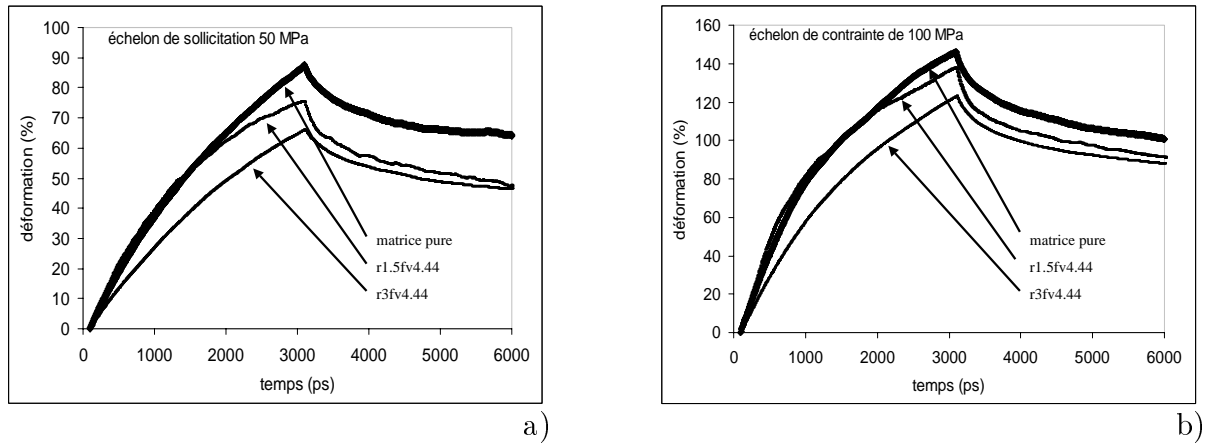 échelon de sollicitation 50 MPa
déformation (%)
100
90
80
70
60
50
40
30
20
10
0
matrice pure
r1.5fv4.44
r3fv4.44
0 1000 2000 3000 4000 5000 6000
temps (ps)
a)
échelon de contrainte de 100 MPa
déformation (%)
160
140
120
100
80
60
40
20
0
matrice pure
r1.5fv4.44
r3fv4.44
0 1000 2000 3000 4000 5000 6000
temps (ps)
b)